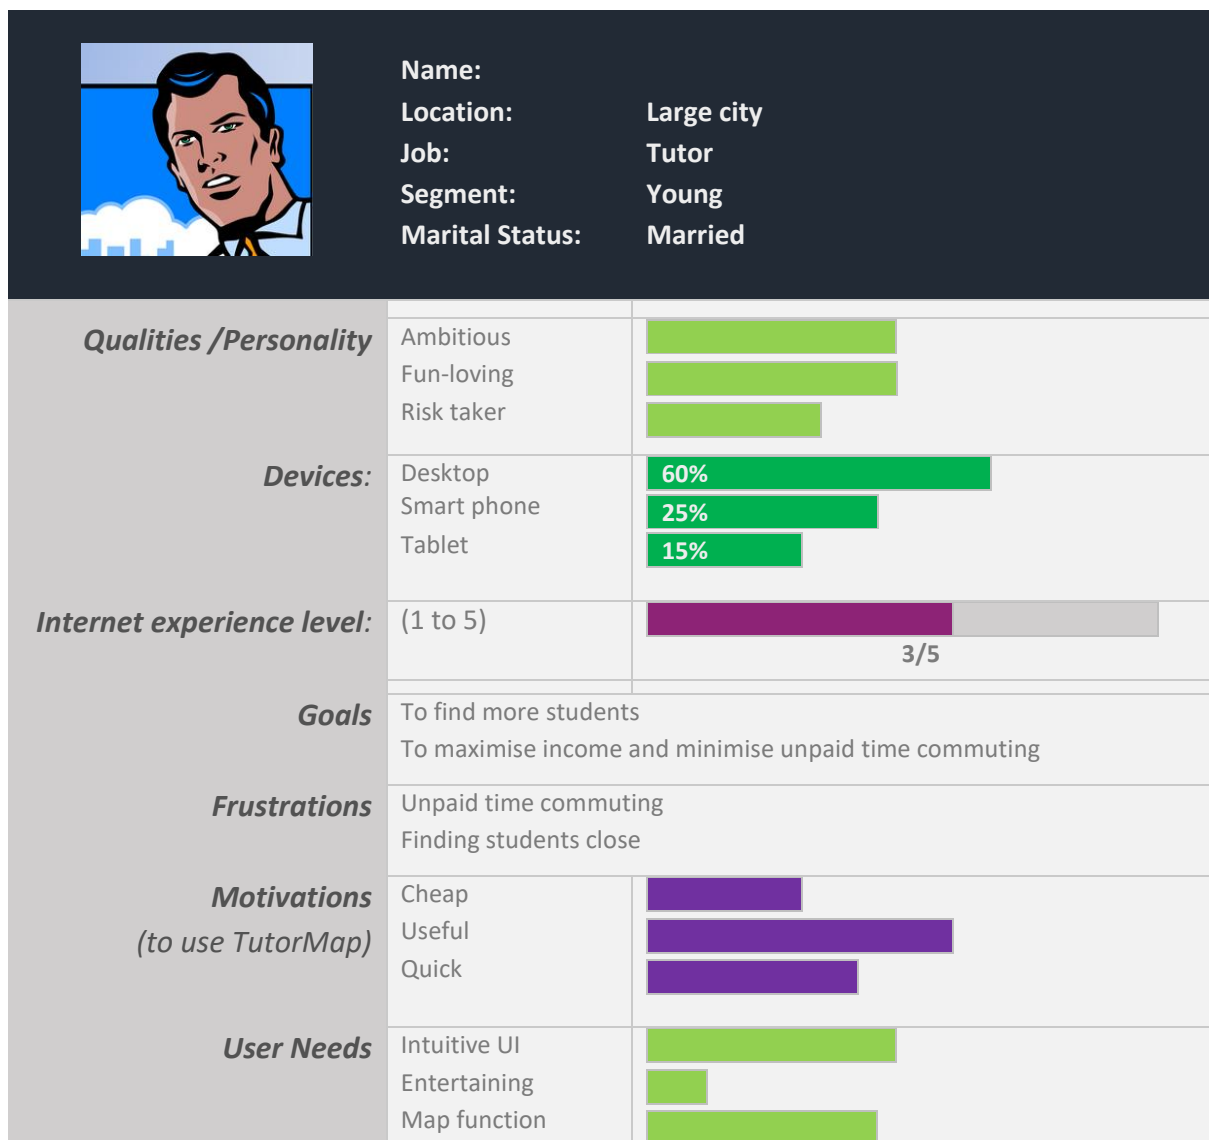 Name:
Location: Large city
Job: Tutor
Segment: Young
Marital Status: Married
Qualities /Personality Ambitious
Fun-loving
Risk taker
Devices: Desktop 60%
Smart phone 25%
Tablet 15%
Internet experience level: (1 to 5)
3/5
Goals To find more students
To maximise income and minimise unpaid time commuting
Frustrations Unpaid time commuting
Finding students close
Motivations Cheap
(to use TutorMap) Useful
Quick
User Needs Intuitive UI
Entertaining
Map function